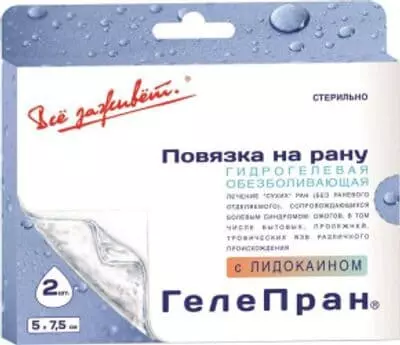 Всё заживёт.®
СТЕРИЛЬНО
Повязка на рану
ГИДРОГЕЛЕВАЯ
ОБЕЗБОЛИВАЮЩАЯ
ЛЕЧЕНИЕ "СУХИХ" РАН (БЕЗ РАНЕВОГО
ОТДЕЛЯЕМОГО), СОПРОВОЖДАЮЩИХСЯ
БОЛЕВЫМ СИНДРОМОМ: ОЖОГОВ, В ТОМ
ЧИСЛЕ БЫТОВЫХ, ПРОЛЕЖНЕЙ,
ТРОФИЧЕСКИХ ЯЗВ РАЗЛИЧНОГО
ПРОИСХОЖДЕНИЯ
с ЛИДОКАИНОМ
2 шт.
ГелеПран®
5 x 7,5 см